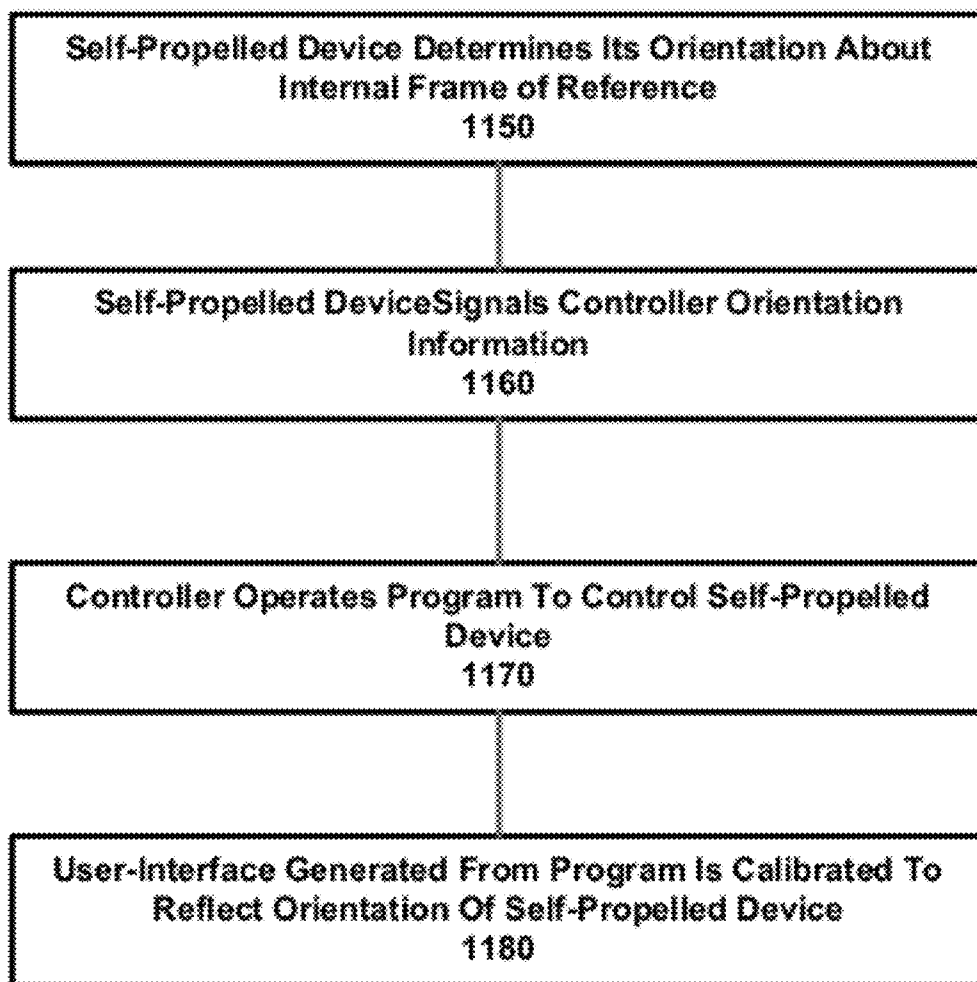 Self-Propelled Device Determines Its Orientation About
Internal Frame of Reference
1150
Self-Propelled DeviceSignals Controller Orientation
Information
1160
Controller Operates Program To Control Self-Propelled
Device
1170
User-Interface Generated From Program Is Calibrated To
Reflect Orientation Of Self-Propelled Device
1180